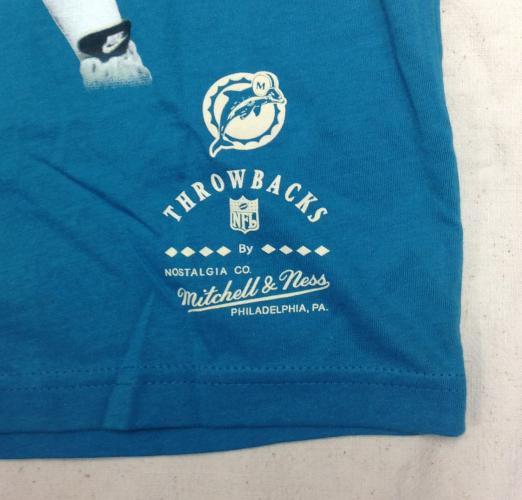 M
THROWBACKS
NFL
By
NOSTALGIA CO.
Mitchell & Ness
PHILADELPHIA, PA.